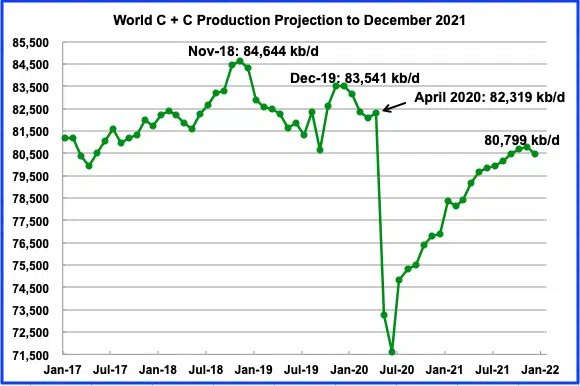 World C + C Production Projection to December 2021
85,500
84,500
83,500
82,500
81,500
80,500
79,500
78,500
77,500
76,500
75,500
74,500
73,500
72,500
71,500
Nov-18: 84,644 kb/d
Dec-19: 83,541 kb/d
April 2020: 82,319 kb/d
80,799 kb/d
Jan-17 Jul-17 Jan-18 Jul-18 Jan-19 Jul-19 Jan-20 Jul-20 Jan-21 Jul-21 Jan-22